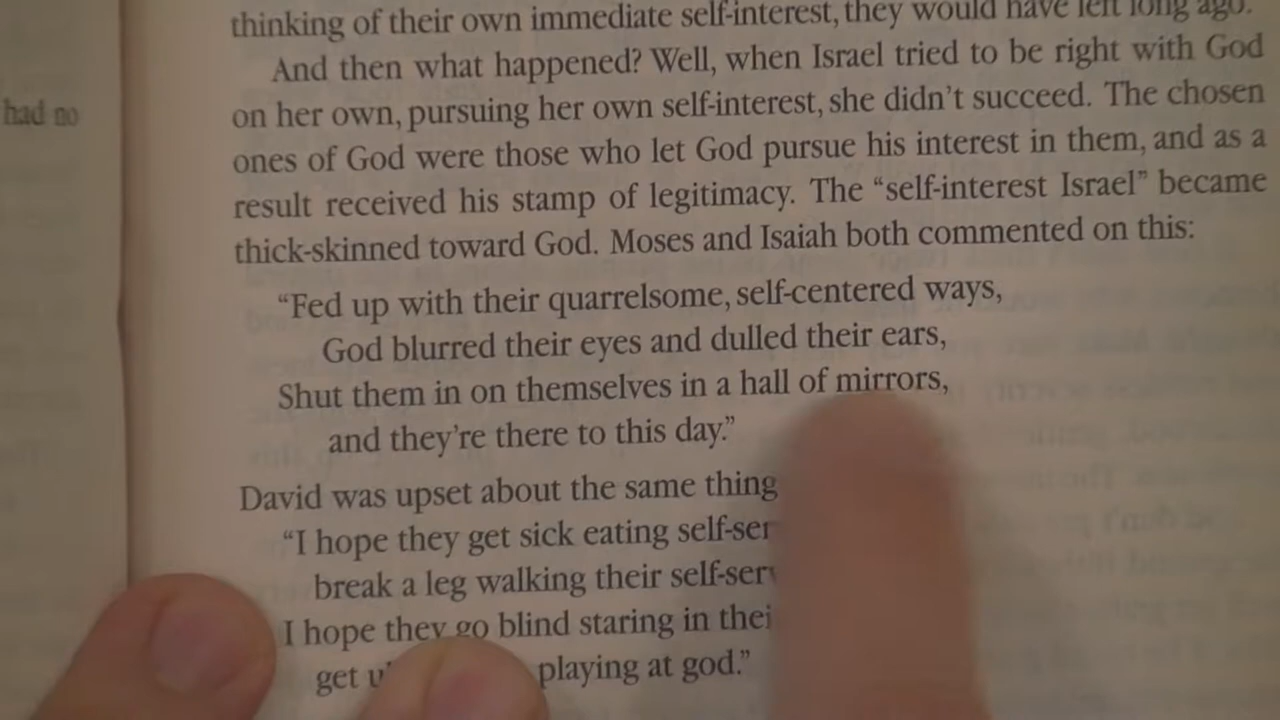 had no
thinking of their own immediate self-interest, they would have left long ago.
And then what happened? Well, when Israel tried to be right with God
on her own, pursuing her own self-interest, she didn't succeed. The chosen
ones of God were those who let God pursue his interest in them, and as a
result received his stamp of legitimacy. The “self-interest Israel” became
thick-skinned toward God. Moses and Isaiah both commented on this:
“Fed up with their quarrelsome, self-centered ways,
God blurred their eyes and dulled their ears,
Shut them in on themselves in a hall of mirrors,
and they're there to this day.”
David was upset about the same thing
“I hope they get sick eating self-ser
break a leg walking their self-serv
I hope they go blind staring in thei
get playing at god.”